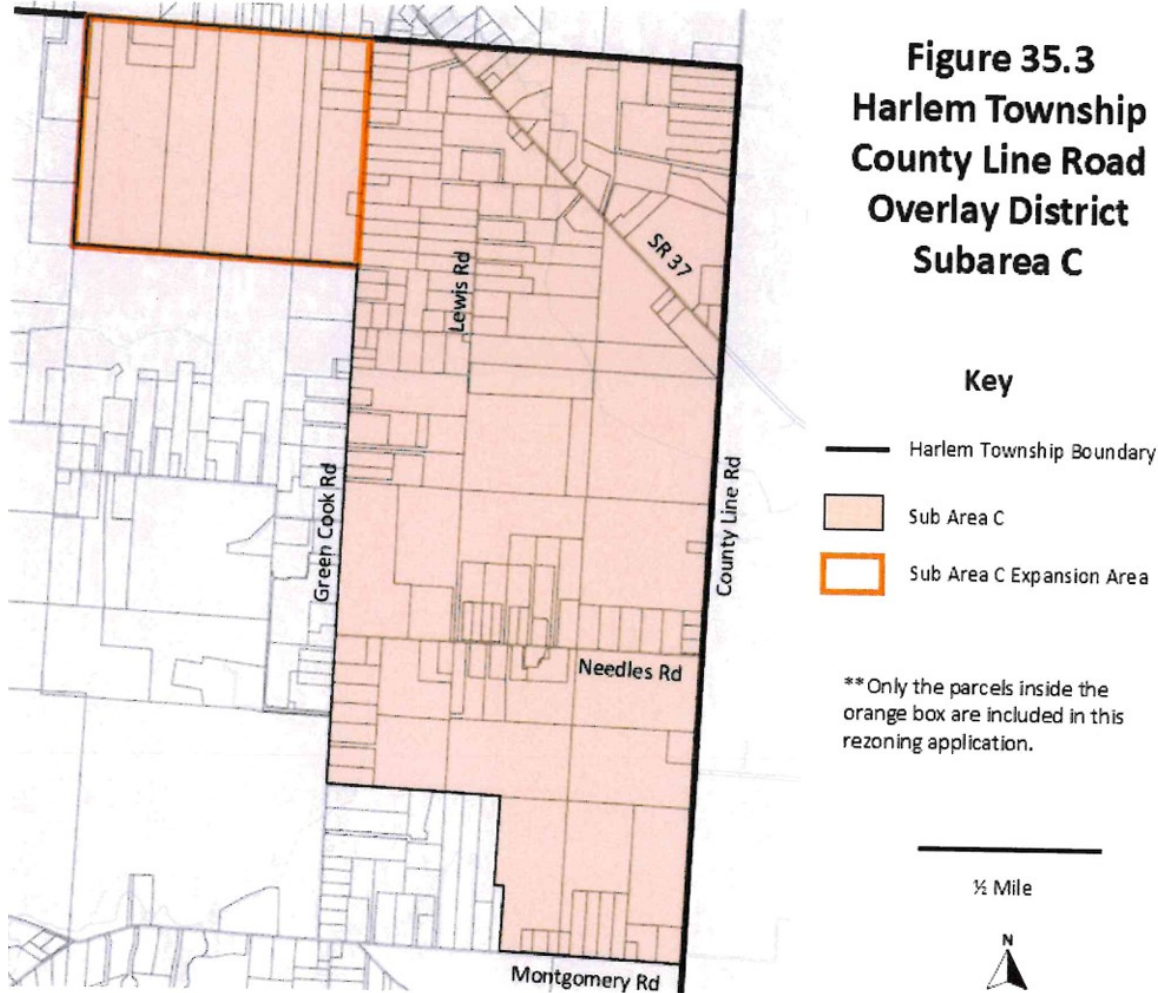 Figure 35.3
Harlem Township
County Line Road
Overlay District
Subarea C
SR 37
Lewis Rd
Green Cook Rd
County Line Rd
Needles Rd
Montgomery Rd
Key
Harlem Township Boundary
Sub Area C
Sub Area C Expansion Area
**Only the parcels inside the
orange box are included in this
rezoning application.
½ Mile
N